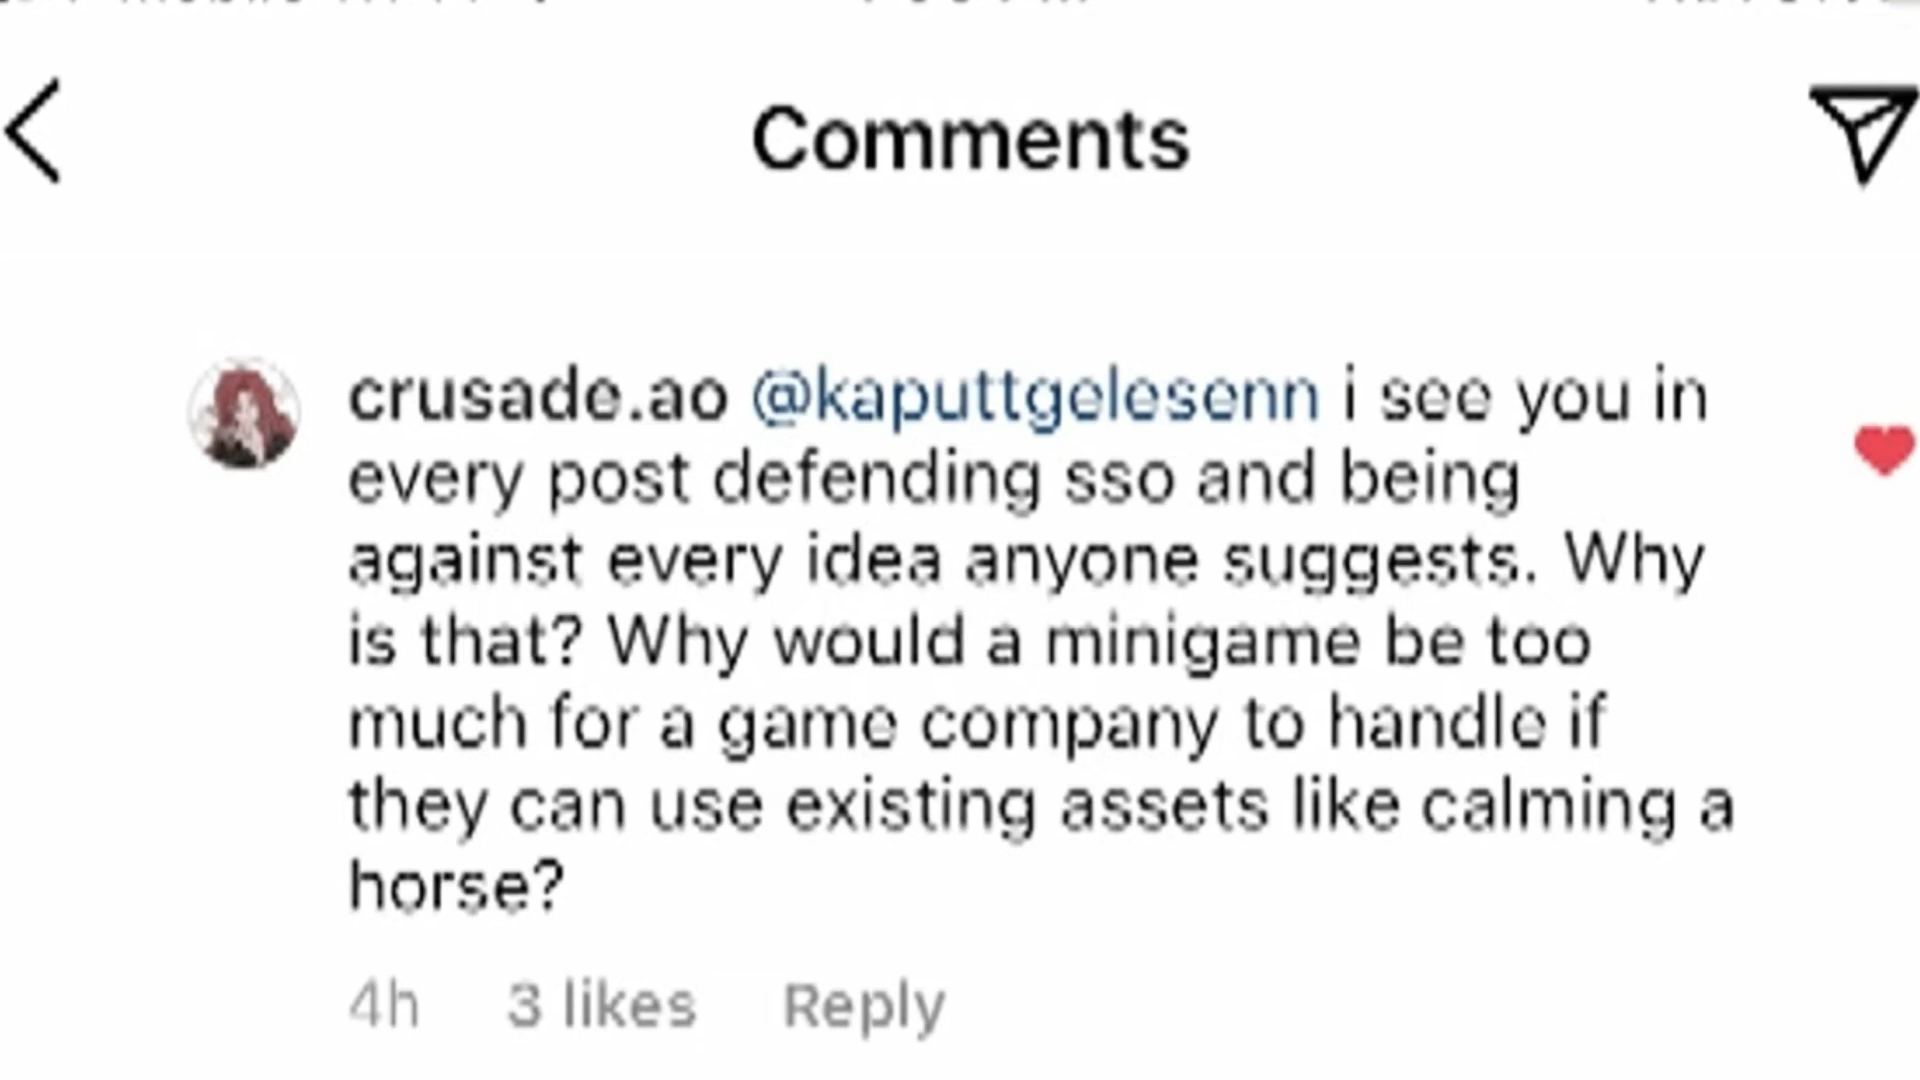 Comments
crusade.ao @kaputtgelesenn i see you in
every post defending sso and being
against every idea anyone suggests. Why
is that? Why would a minigame be too
much for a game company to handle if
they can use existing assets like calming a
horse?
4h 3 likes Reply